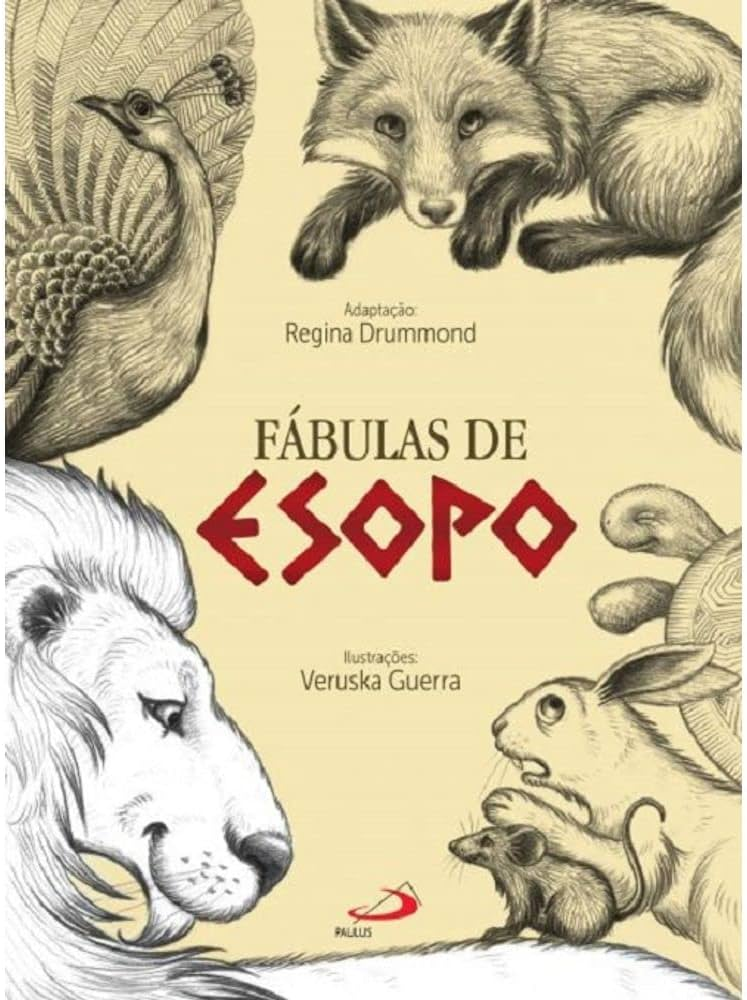 Adaptação:
Regina Drummond
FÁBULAS DE
ESOPO
Ilustrações:
Veruska Guerra
PAULUS